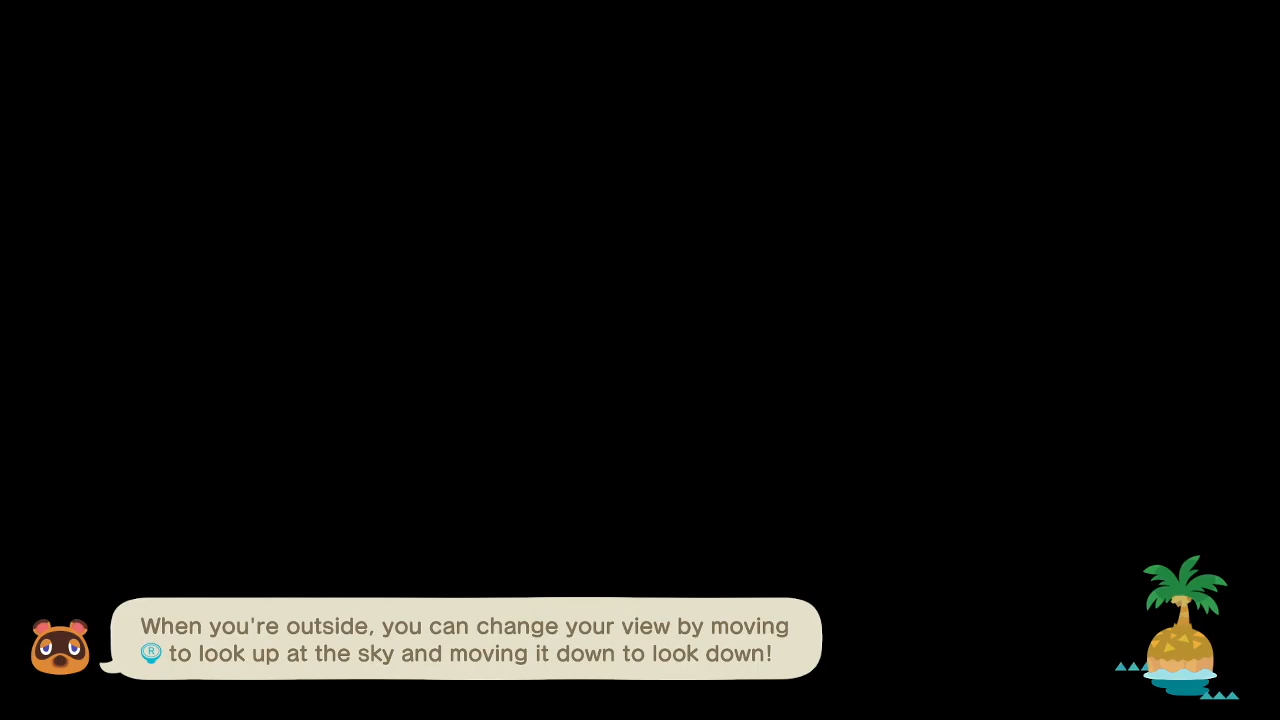 When you're outside, you can change your view by moving
Ⓡ to look up at the sky and moving it down to look down!